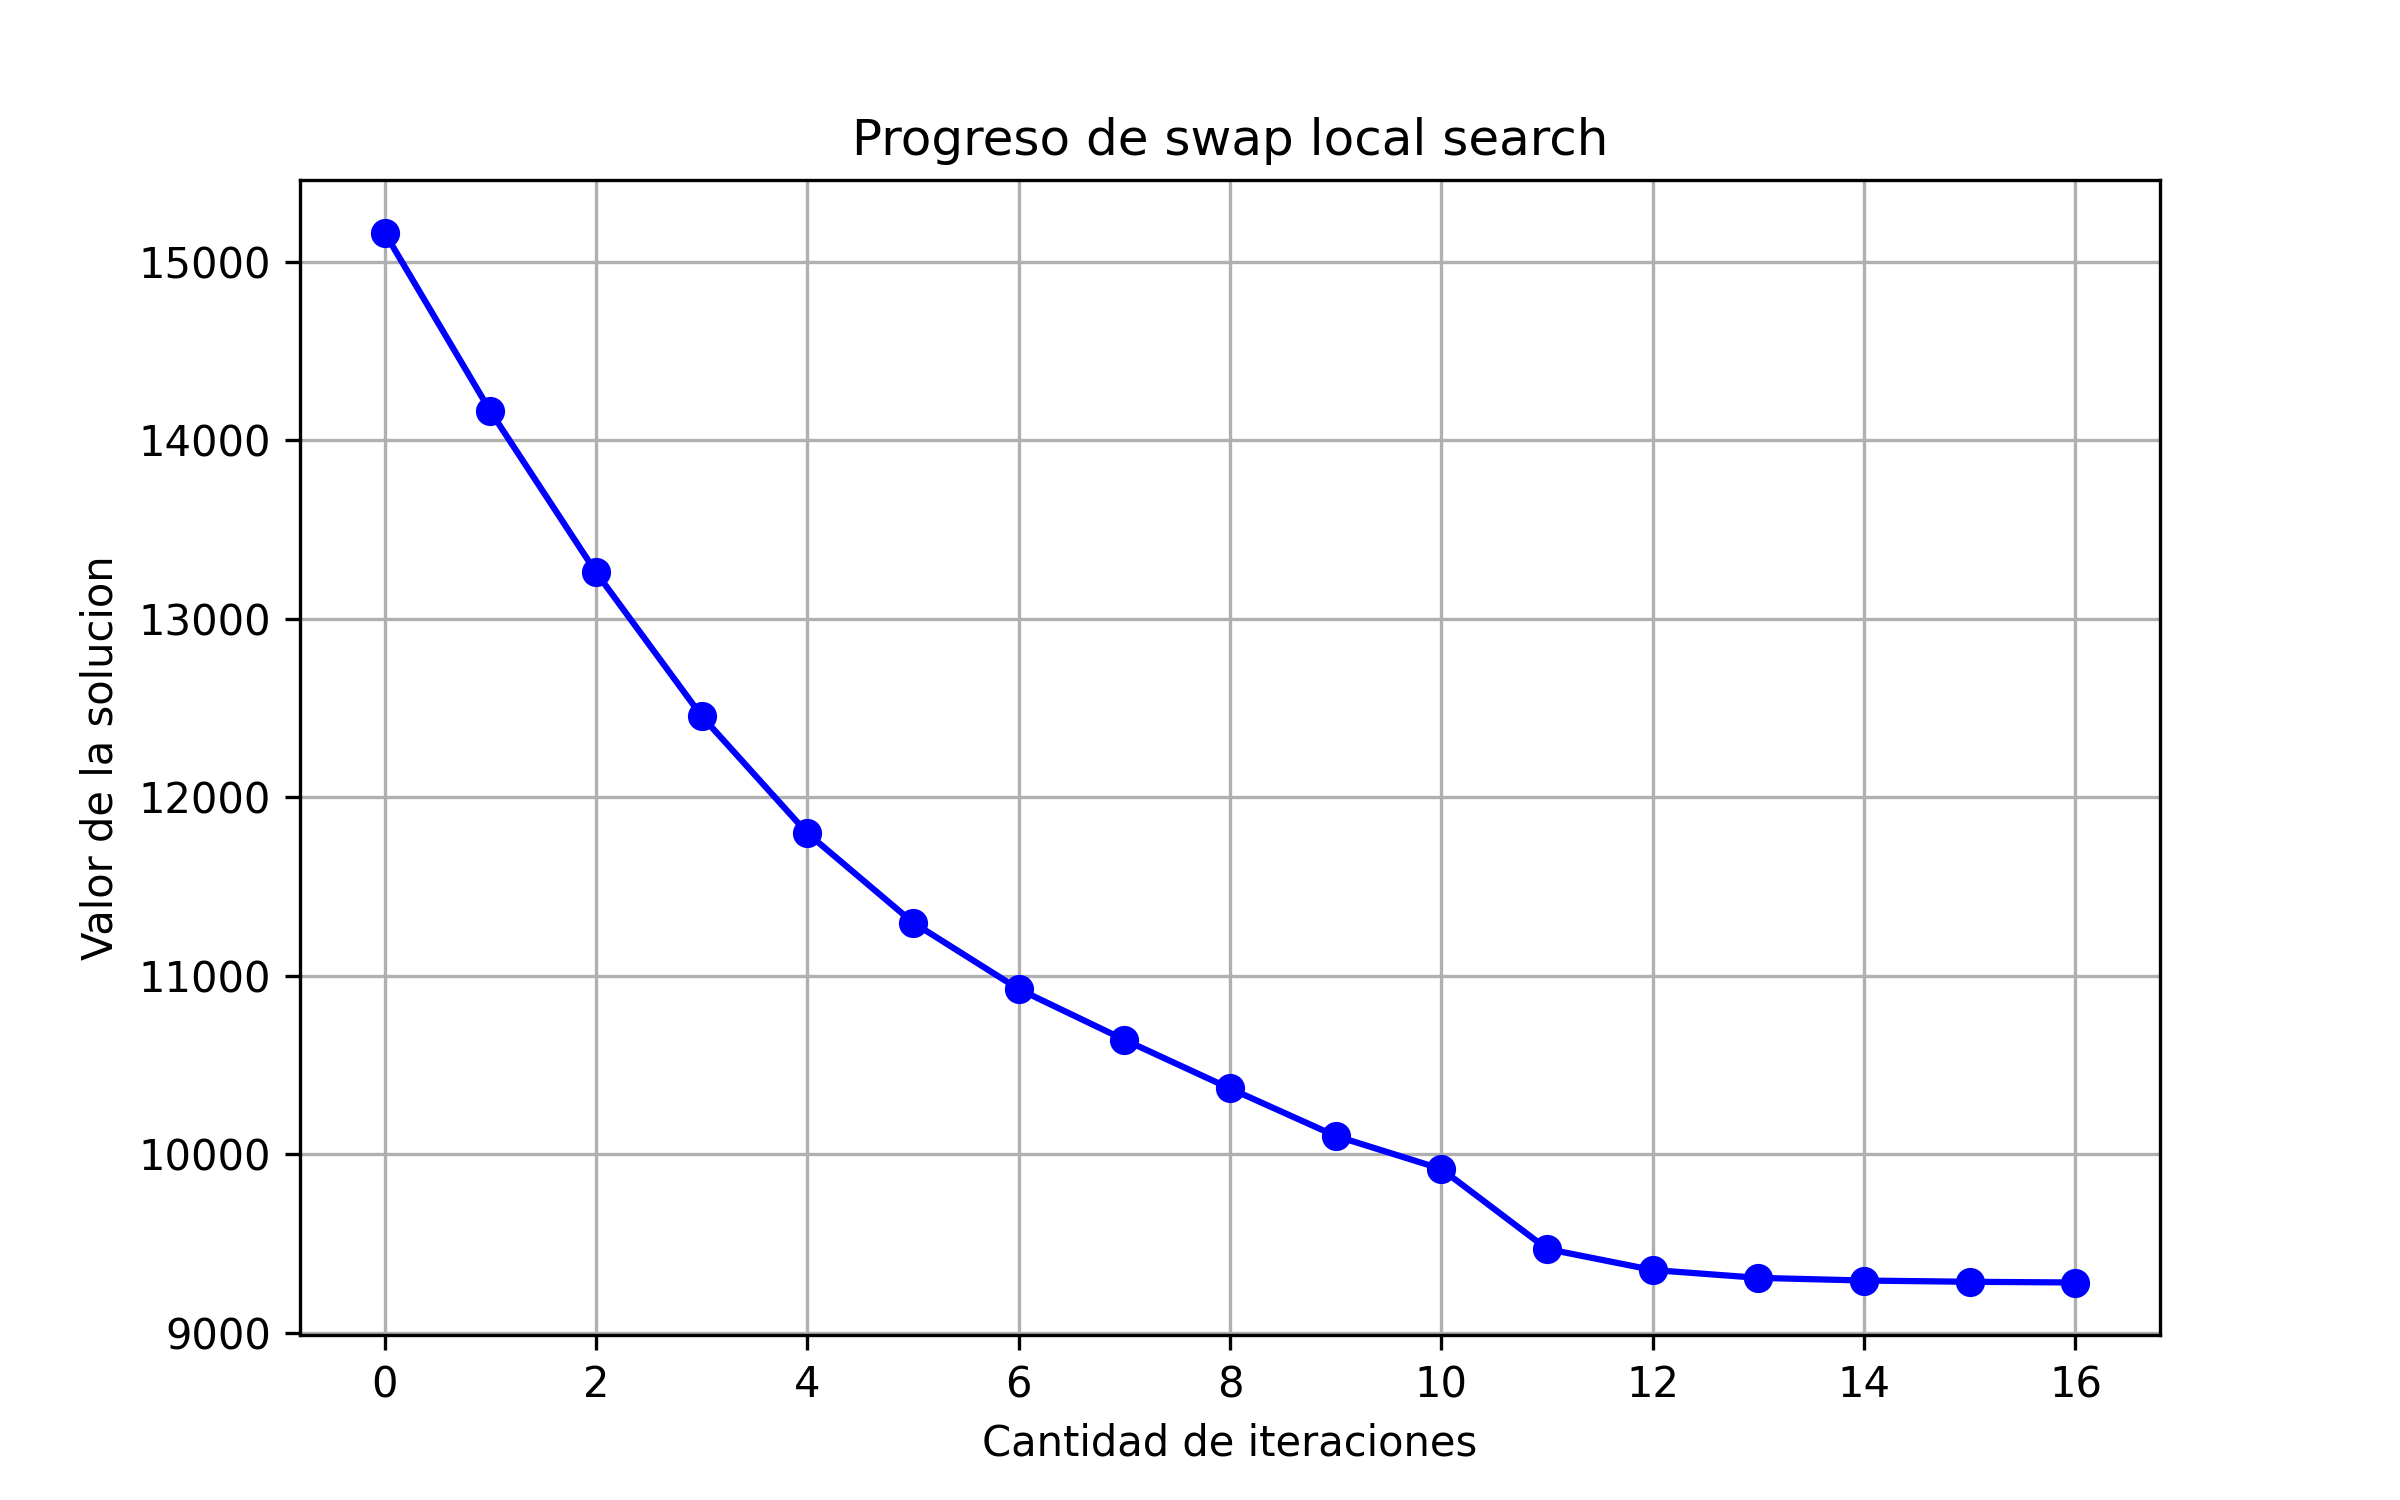 Progreso de swap local search
Valor de la solucion
15000
14000
13000
12000
11000
10000
9000
0 2 4 6 8 10 12 14 16
Cantidad de iteraciones